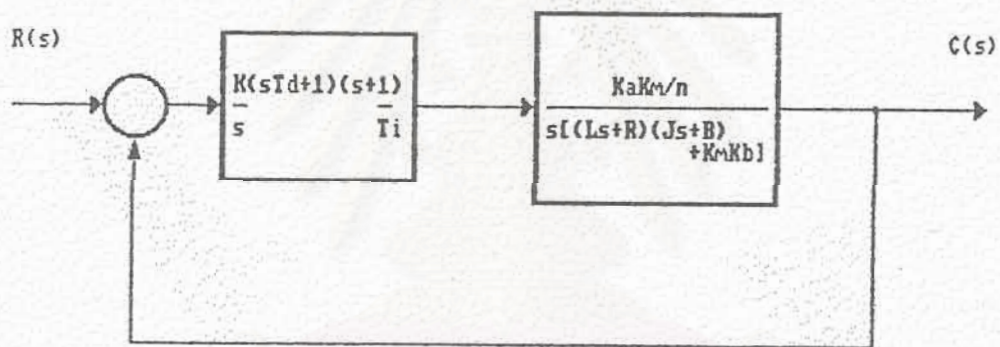 R(s)
C(s)
K(sTd+1)(s+1)
s Ti
KaKm/n
s[(Ls+R)(Js+B)
+KmKb]